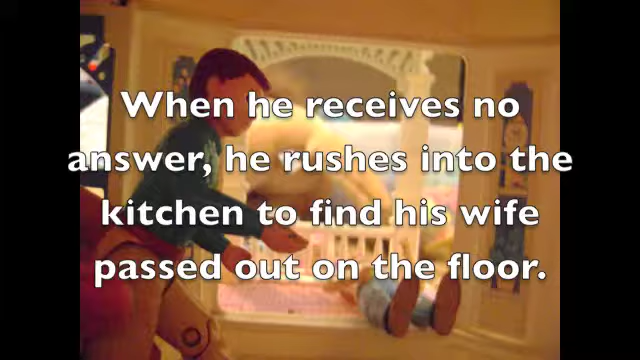 When he receives no
answer, he rushes into the
kitchen to find his wife
passed out on the floor.